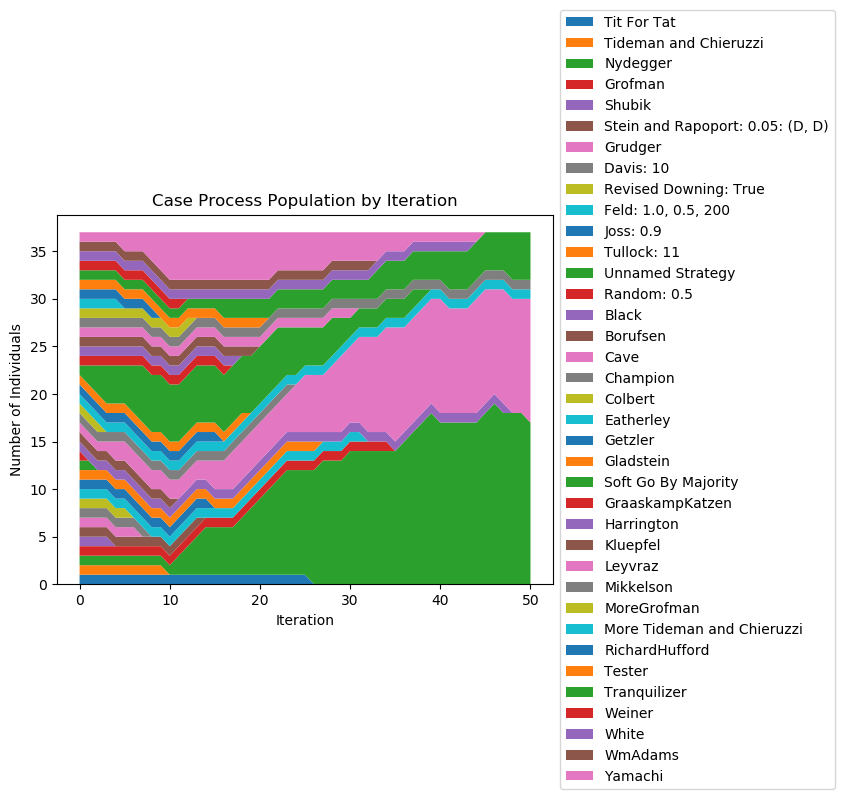 Case Process Population by Iteration
Number of Individuals
35
30
25
20
15
10
5
0
0 10 20 30 40 50
Iteration
Tit For Tat
Tideman and Chieruzzi
Nydegger
Grofman
Shubik
Stein and Rapoport: 0.05: (D, D)
Grudger
Davis: 10
Revised Downing: True
Feld: 1.0, 0.5, 200
Joss: 0.9
Tullock: 11
Unnamed Strategy
Random: 0.5
Black
Borufsen
Cave
Champion
Colbert
Eatherley
Getzler
Gladstein
Soft Go By Majority
GraaskampKatzen
Harrington
Kluepfel
Leyvraz
Mikkelson
MoreGrofman
More Tideman and Chieruzzi
RichardHufford
Tester
Tranquilizer
Weiner
White
WmAdams
Yamachi